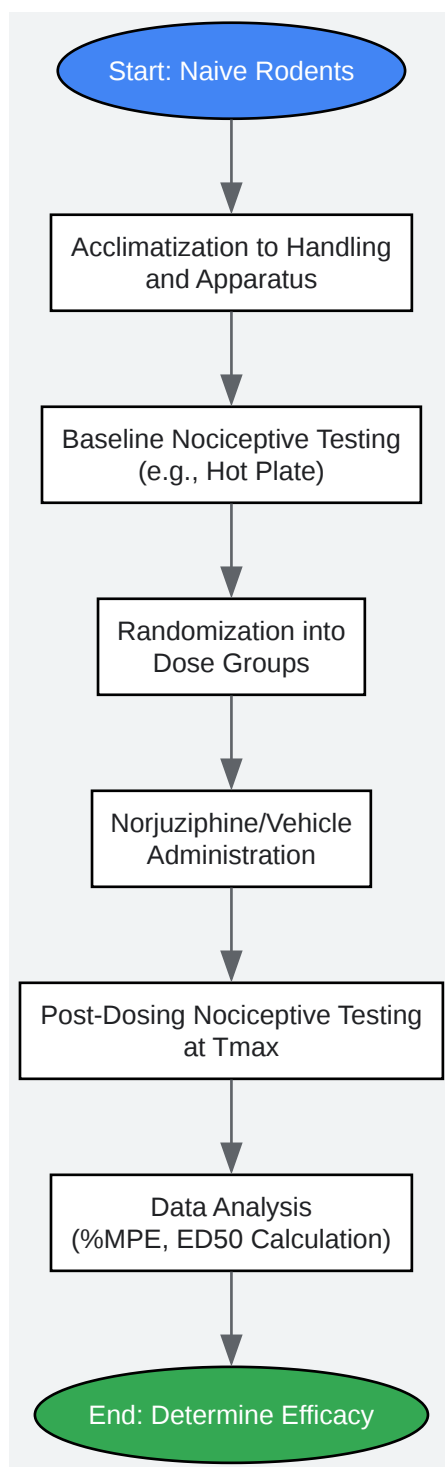 Start: Naive Rodents
Acclimatization to Handling
and Apparatus
Baseline Nociceptive Testing
(e.g., Hot Plate)
Randomization into
Dose Groups
Norjuziphine/Vehicle
Administration
Post-Dosing Nociceptive Testing
at Tmax
Data Analysis
(%MPE, ED50 Calculation)
End: Determine Efficacy